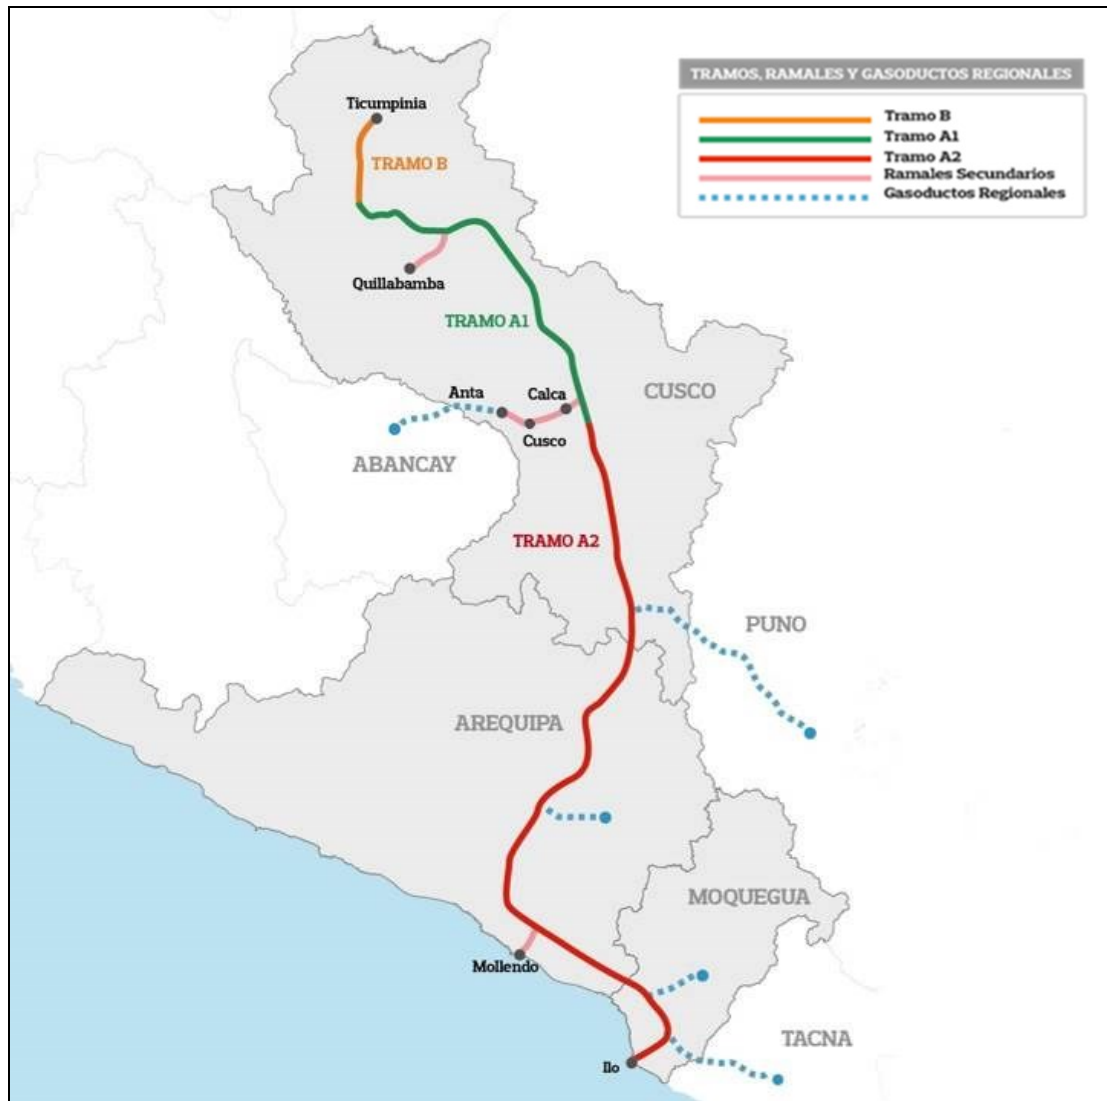 TRAMOS, RAMALES Y GASODUCTOS REGIONALES
Tramo B
Tramo A1
Tramo A2
Ramales Secundarios
Gasoductos Regionales
Ticumpinia
TRAMO B
Quillabamba
TRAMO A1
CUSCO
Anta
Calca
Cusco
ABANCAY
TRAMO A2
PUNO
AREQUIPA
MOQUEGUA
Mollendo
TACNA
Ilo